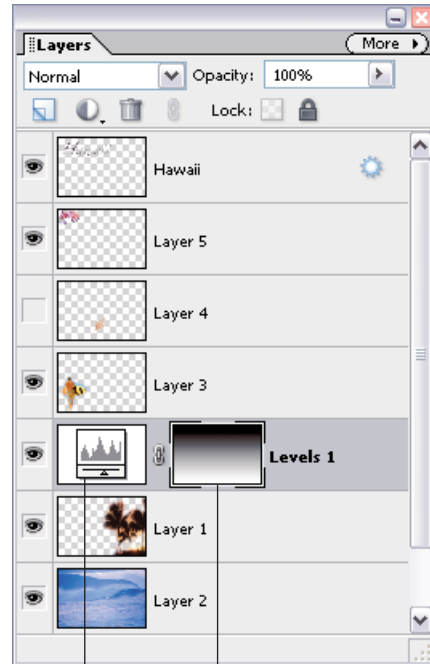 Layers
More
Normal
Opacity: 100%
Lock:
Hawaii
Hawaii
Layer 5
Layer 4
Layer 3
Levels 1
Layer 1
Layer 2